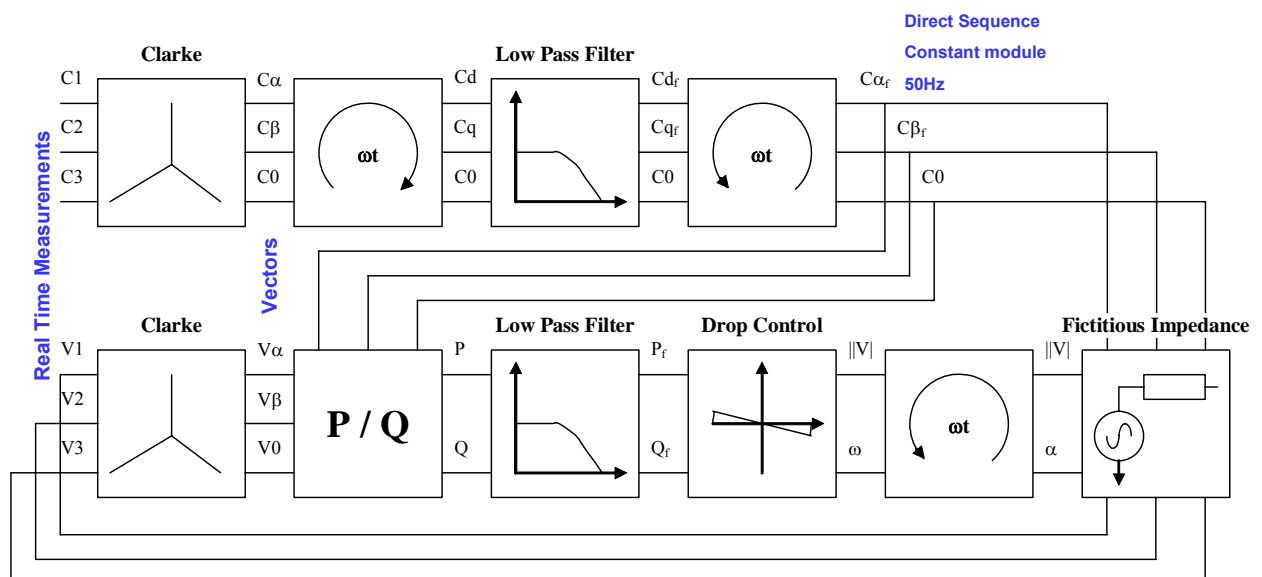 Direct Sequence
Constant module
50Hz
Clarke
Low Pass Filter
C1
Cα
Cd
Cdf
Cαf
C2
Cβ
Cq
Cqf
Cβf
ωt
ωt
C3
C0
C0
C0
C0
Real Time Measurements
Vectors
Clarke
Low Pass Filter
Drop Control
Fictitious Impedance
V1
Vα
P
Pf
||V|
||V|
V2
Vβ
P / Q
ωt
V3
V0
Q
Qf
ω
α